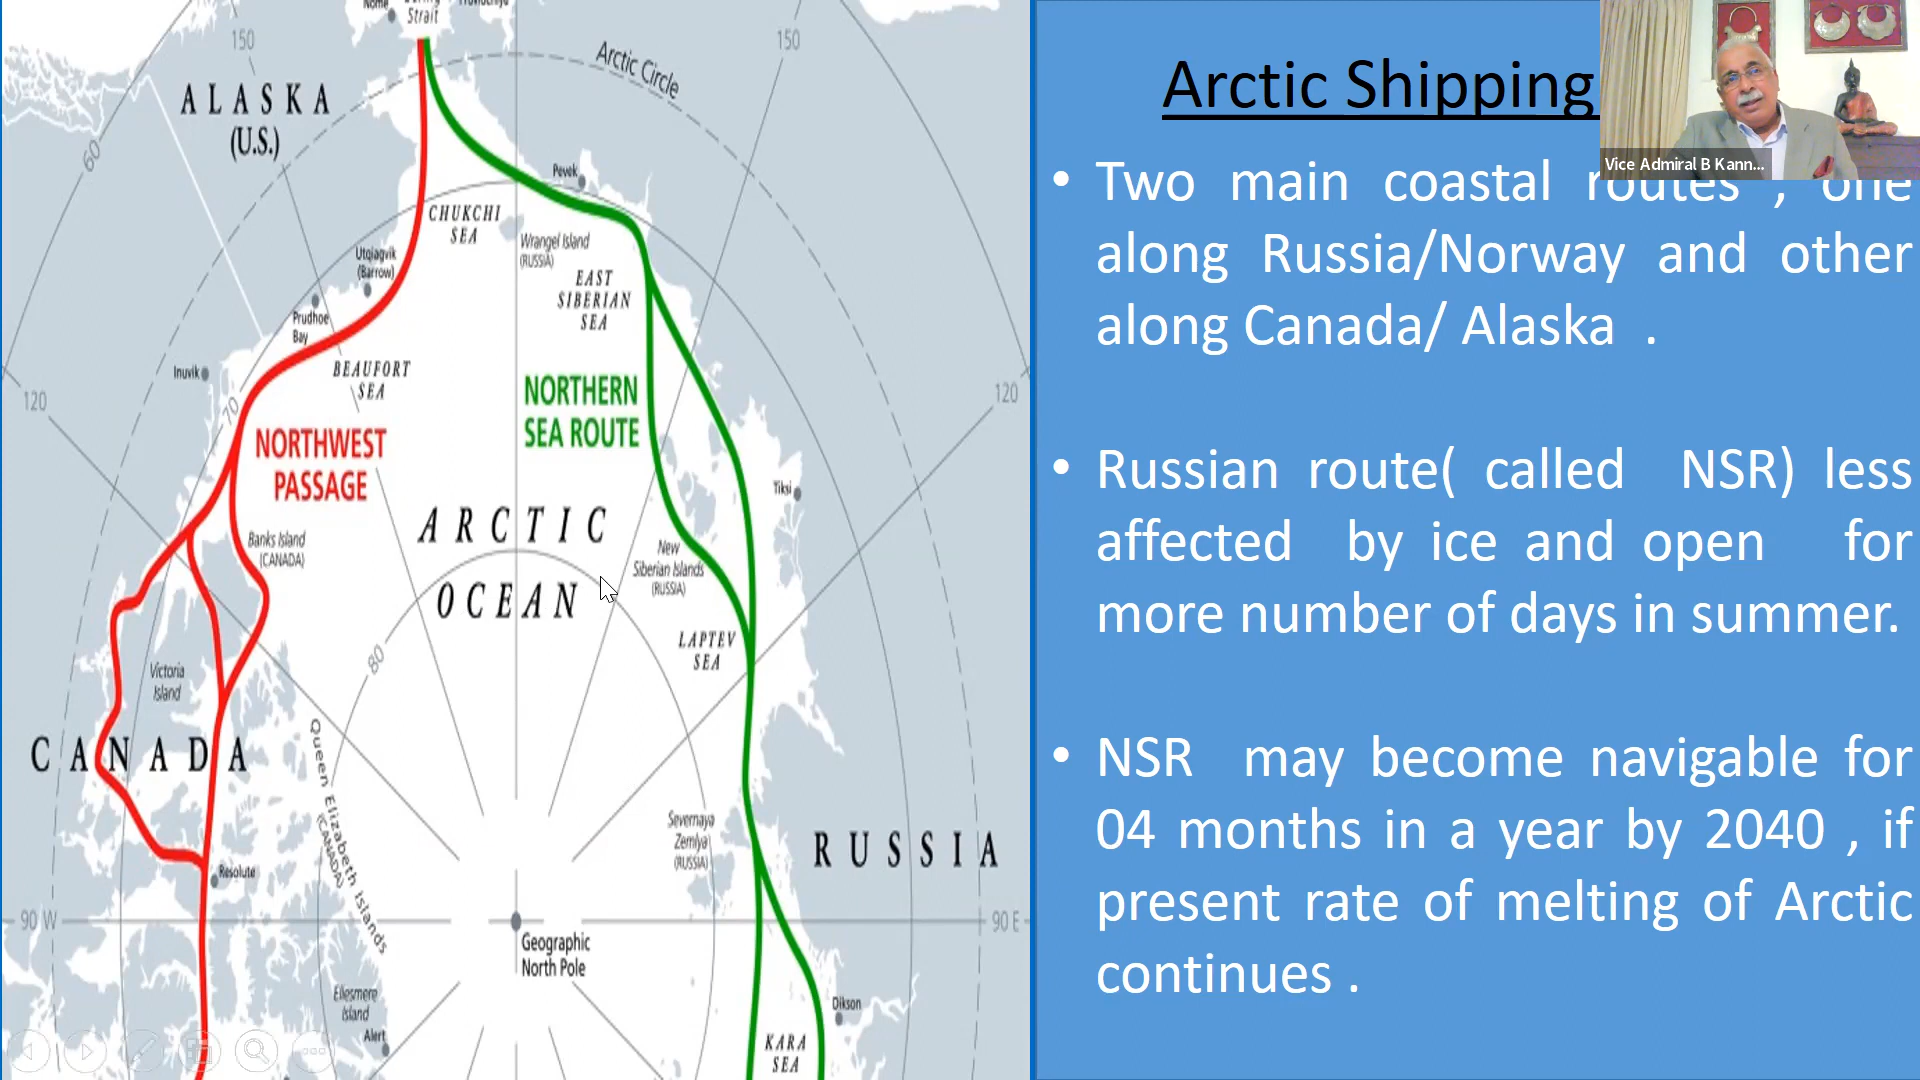 Strait
150
150
Arctic Circle
ALASKA
(U.S.)
60
Pevek
CHUKCHI
SEA
Wrangel Island
(RUSSIA)
Utqiagvik
(Barrow)
EAST
SIBERIAN
SEA
Prudhoe
Bay
Inuvik
BEAUFORT
SEA
120
120
70
NORTHERN
SEA ROUTE
NORTHWEST
PASSAGE
Tiksi
ARCTIC
OCEAN
Banks Island
(CANADA)
New
Siberian Islands
(RUSSIA)
LAPTEV
SEA
80
Victoria
Island
CANADA
Queen Elizabeth Islands
(CANADA)
Severnaya
Zemlya
(RUSSIA)
RUSSIA
Resolute
90 W
90 E
Geographic
North Pole
Ellesmere
Island
Alert
Dikson
KARA
SEA
Arctic Shipping
Vice Admiral B Kann...
• Two main coastal routes , one
along Russia/Norway and other
along Canada/ Alaska .
• Russian route( called NSR) less
affected by ice and open for
more number of days in summer.
• NSR may become navigable for
04 months in a year by 2040 , if
present rate of melting of Arctic
continues .